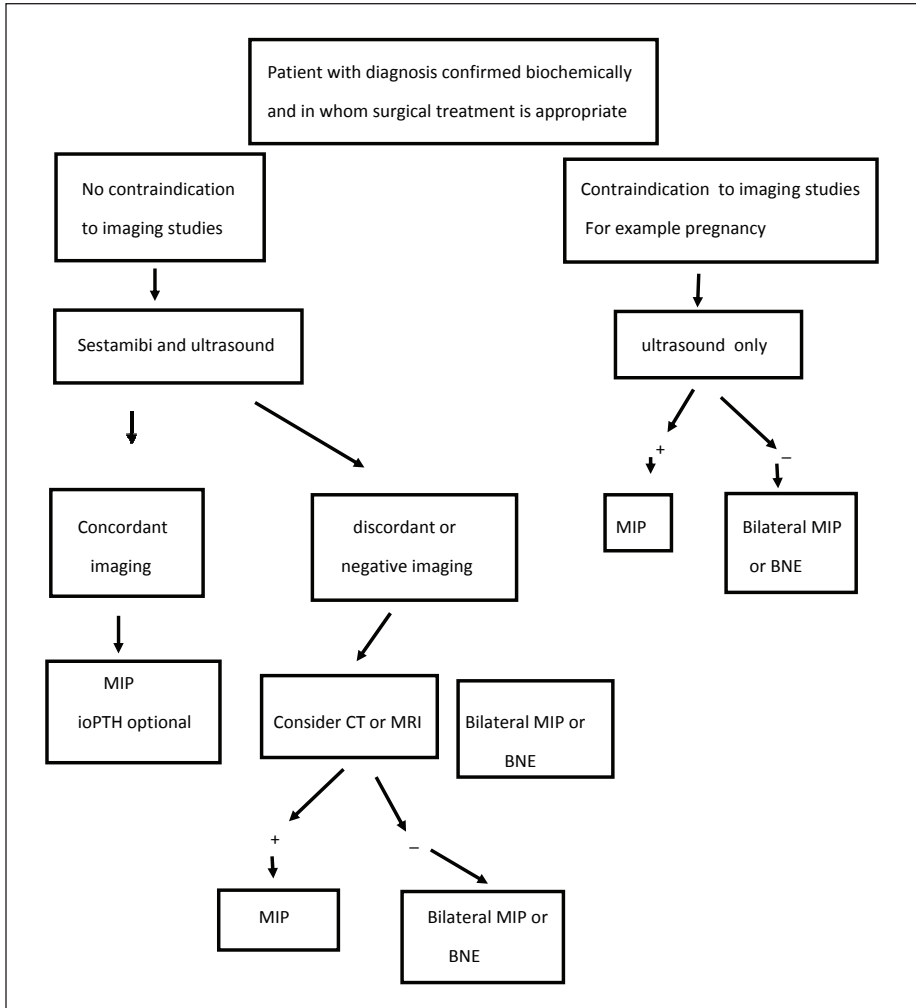 Patient with diagnosis confirmed biochemically
and in whom surgical treatment is appropriate
No contraindication
to imaging studies
Contraindication to imaging studies
For example pregnancy
Sestamibi and ultrasound
ultrasound only
+
–
MIP
Bilateral MIP
or BNE
Concordant
imaging
discordant or
negative imaging
MIP
ioPTH optional
Consider CT or MRI
Bilateral MIP or
BNE
+
–
MIP
Bilateral MIP or
BNE